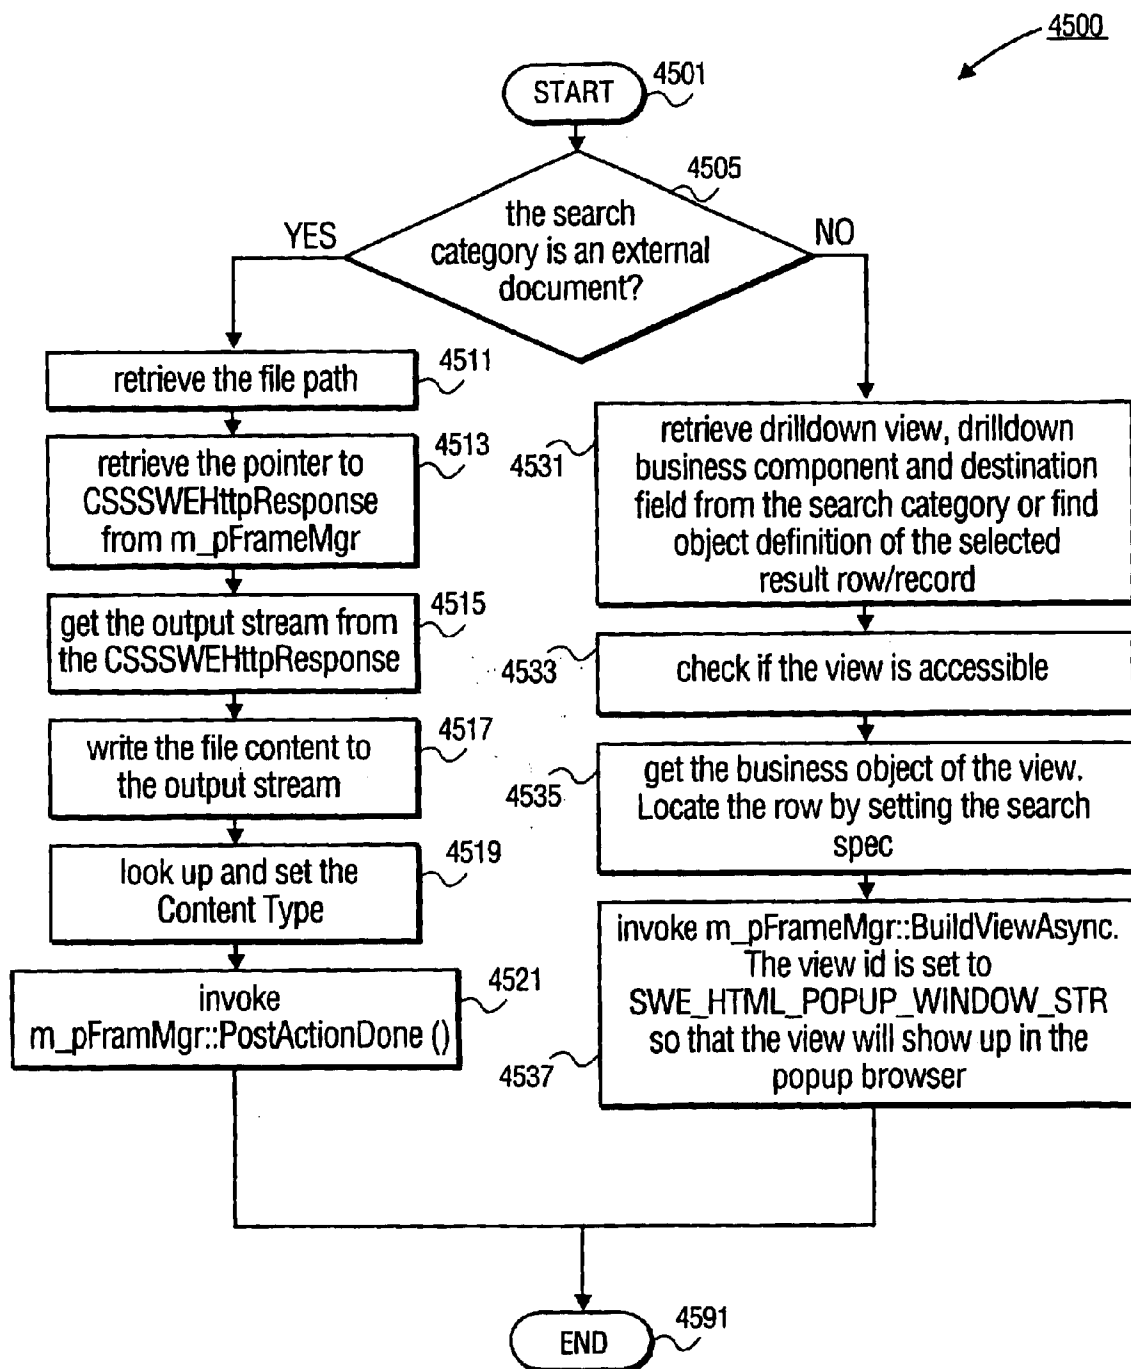 4500
START
4501
4505
the search
category is an external
document?
YES
NO
retrieve the file path
4511
retrieve the pointer to
CSSSWEHttpResponse
from m_pFrameMgr
4513
get the output stream from
the CSSSWEHttpResponse
4515
write the file content to
the output stream
4517
look up and set the
Content Type
4519
invoke
m_pFramMgr::PostActionDone ()
4521
4531
retrieve drilldown view, drilldown
business component and destination
field from the search category or find
object definition of the selected
result row/record
4533
check if the view is accessible
4535
get the business object of the view.
Locate the row by setting the search
spec
4537
invoke m_pFrameMgr::BuildViewAsync.
The view id is set to
SWE_HTML_POPUP_WINDOW_STR
so that the view will show up in the
popup browser
END
4591